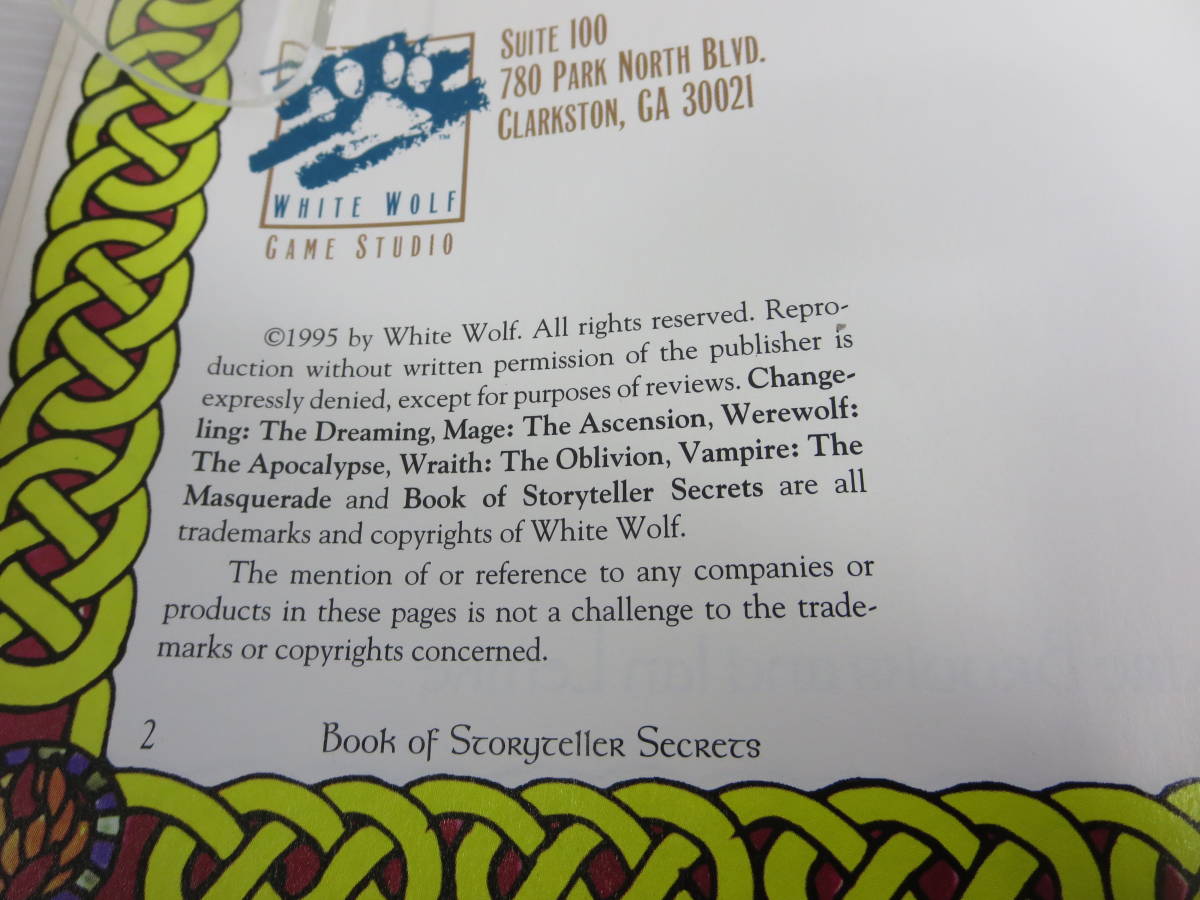 SUITE 100
780 PARK NORTH BLVD.
CLARKSTON, GA 30021
WHITE WOLF
GAME STUDIO
©1995 by White Wolf. All rights reserved. Repro-
duction without written permission of the publisher is
expressly denied, except for purposes of reviews. Change-
ling: The Dreaming, Mage: The Ascension, Werewolf:
The Apocalypse, Wraith: The Oblivion, Vampire: The
Masquerade and Book of Storyteller Secrets are all
trademarks and copyrights of White Wolf.
The mention of or reference to any companies or
products in these pages is not a challenge to the trade-
marks or copyrights concerned.
2 Book of Storyteller Secrets